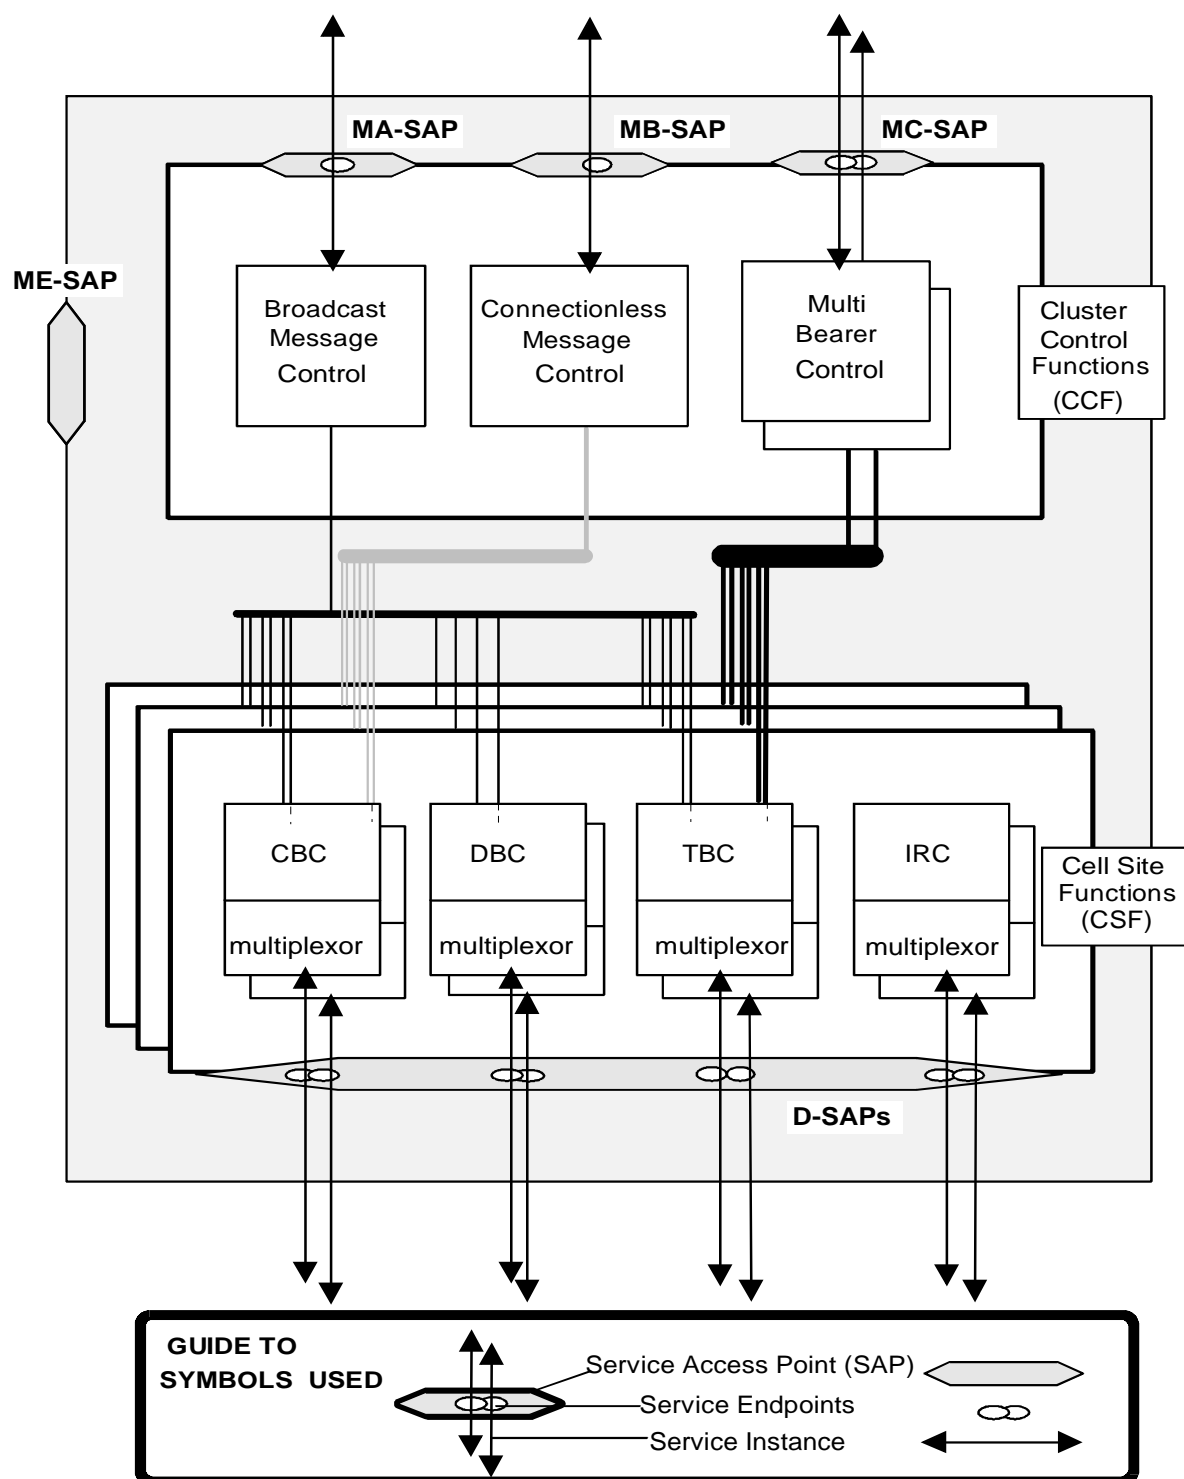 MA-SAP
MB-SAP
MC-SAP
ME-SAP
Broadcast
Message
Control
Connectionless
Message
Control
Multi
Bearer
Control
Cluster
Control
Functions
(CCF)
CBC
DBC
TBC
IRC
multiplexor
multiplexor
multiplexor
multiplexor
Cell Site
Functions
(CSF)
D-SAPs
GUIDE TO
SYMBOLS USED
Service Access Point (SAP)
Service Endpoints
Service Instance